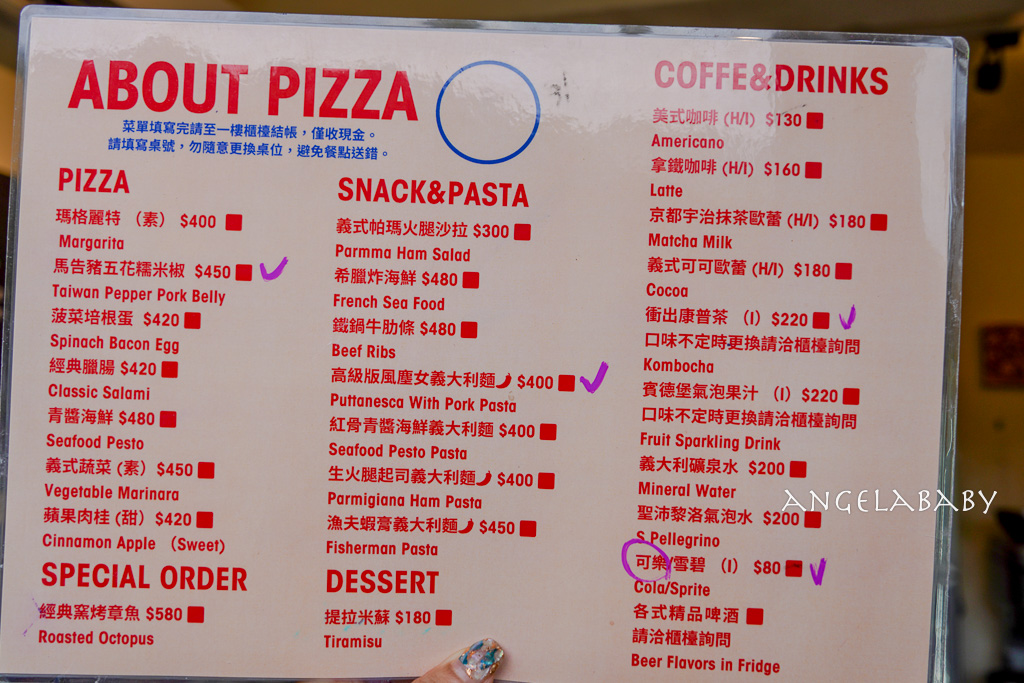 ABOUT PIZZA
菜單填寫完請至一樓櫃檯結帳，僅收現金。
請填寫桌號，勿隨意更換桌位，避免餐點送錯。
PIZZA
瑪格麗特 （素） $400
Margarita
馬告豬五花糯米椒 $450
Taiwan Pepper Pork Belly
菠菜培根蛋 $420
Spinach Bacon Egg
經典臘腸 $420
Classic Salami
青醬海鮮 $480
Seafood Pesto
義式蔬菜 (素） $450
Vegetable Marinara
蘋果肉桂 (甜） $420
Cinnamon Apple （Sweet)
SPECIAL ORDER
經典窯烤章魚 $580
Roasted Octopus
SNACK&PASTA
義式帕瑪火腿沙拉 $300
Parmma Ham Salad
希臘炸海鮮 $480
French Sea Food
鐵鍋牛肋條 $480
Beef Ribs
高級版風塵女義大利麵🌶 $400
Puttanesca With Pork Pasta
紅骨青醬海鮮義大利麵 $400
Seafood Pesto Pasta
生火腿起司義大利麵🌶 $400
Parmigiana Ham Pasta
漁夫蝦膏義大利麵🌶 $450
Fisherman Pasta
DESSERT
提拉米蘇 $180
Tiramisu
COFFE&DRINKS
美式咖啡 (H/I) $130
Americano
拿鐵咖啡 (H/I) $160
Latte
京都宇治抹茶歐蕾 (H/I) $180
Matcha Milk
義式可可歐蕾 (H/I) $180
Cocoa
衝出康普茶 （I） $220
口味不定時更換請洽櫃檯詢問
Kombocha
賓德堡氣泡果汁 （I） $220
口味不定時更換請洽櫃檯詢問
Fruit Sparkling Drink
義大利礦泉水 $200
Mineral Water
聖沛黎洛氣泡水 $200
S.Pellegrino
可樂/雪碧 （I） $80
Cola/Sprite
各式精品啤酒
請洽櫃檯詢問
Beer Flavors in Fridge
ANGELABABY